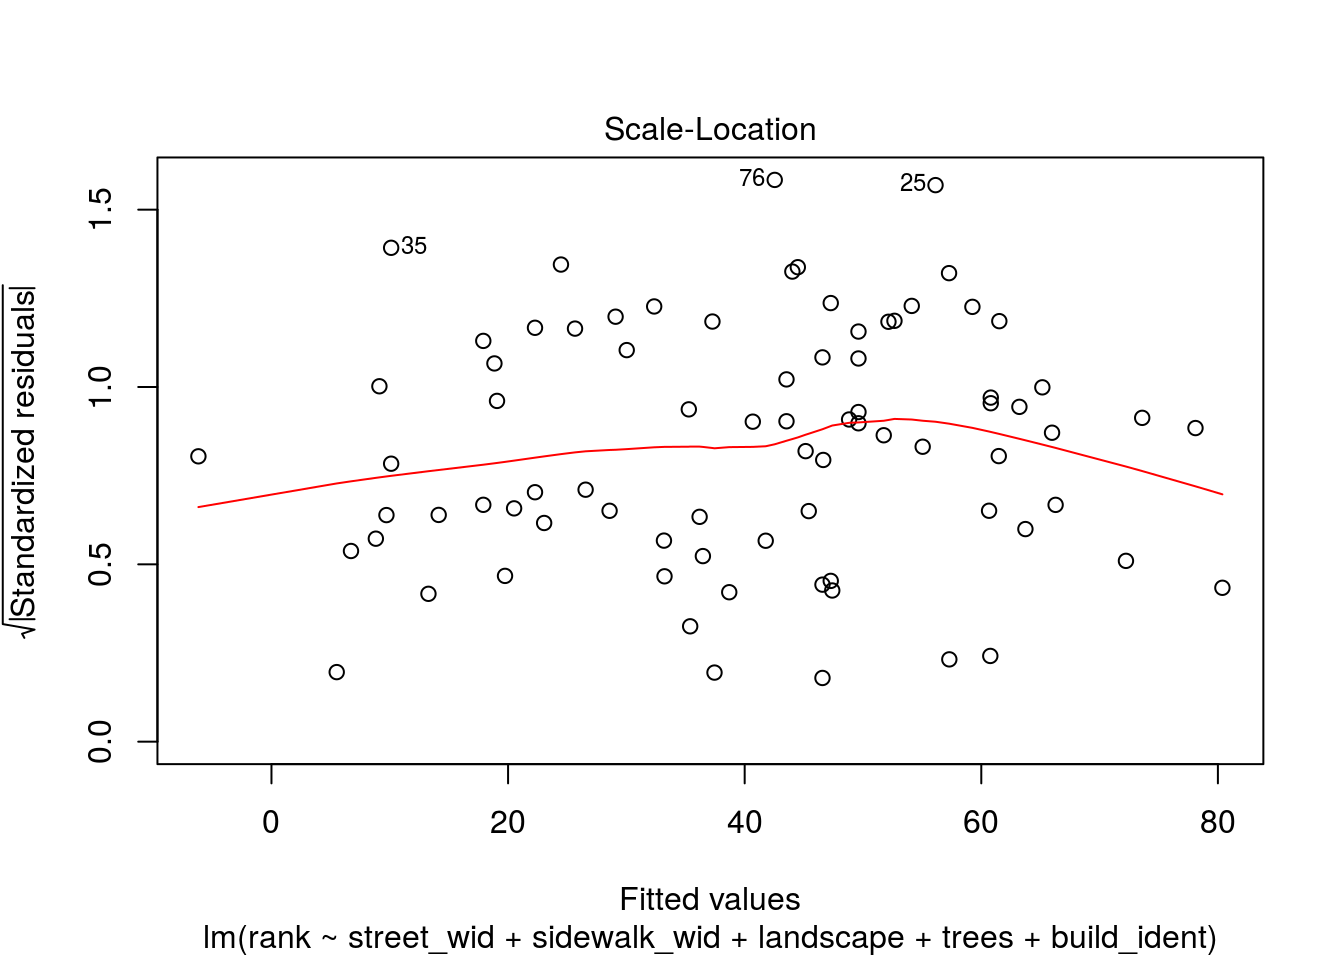 Scale-Location
76
25
35
1.5
1.0
0.5
0.0
√|Standardized residuals|
0 20 40 60 80
Fitted values
lm(rank ~ street_wid + sidewalk_wid + landscape + trees + build_ident)